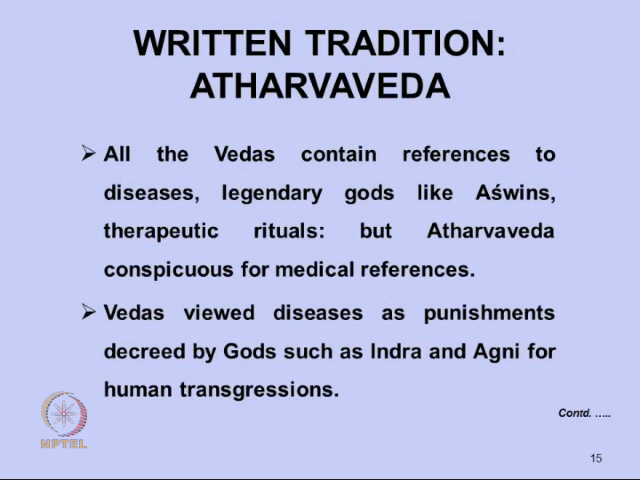 WRITTEN TRADITION:
ATHARVAVEDA
➢ All the Vedas contain references to
diseases, legendary gods like Aświns,
therapeutic rituals: but Atharvaveda
conspicuous for medical references.
➢ Vedas viewed diseases as punishments
decreed by Gods such as Indra and Agni for
human transgressions.
Contd. …..
NPTEL
15